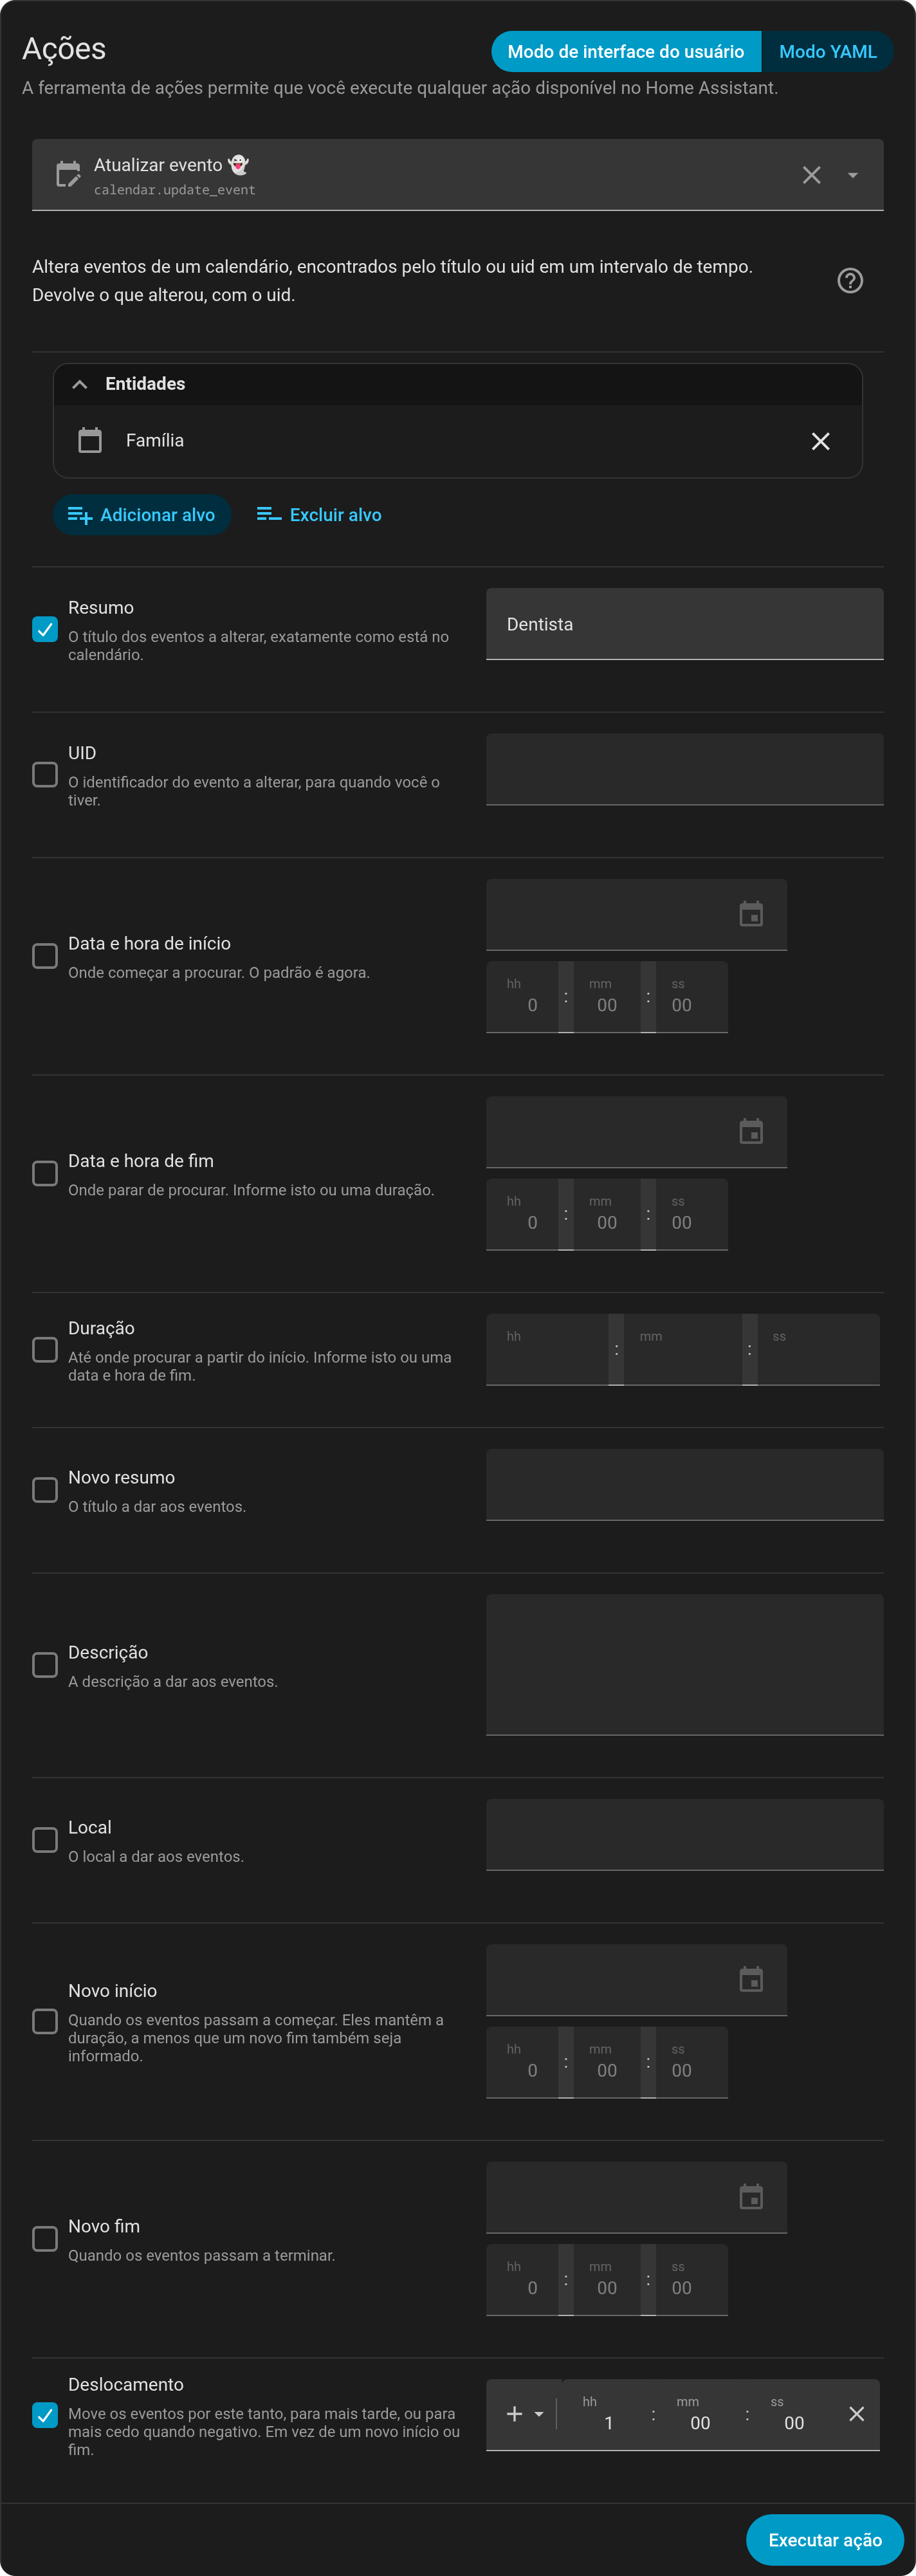 Ações
Modo de interface do usuário
Modo YAML
A ferramenta de ações permite que você execute qualquer ação disponível no Home Assistant.
Atualizar evento 👻
calendar.update_event
Altera eventos de um calendário, encontrados pelo título ou uid em um intervalo de tempo.
Devolve o que alterou, com o uid.
Entidades
Família
Adicionar alvo
Excluir alvo
Resumo
O título dos eventos a alterar, exatamente como está no
calendário.
Dentista
UID
O identificador do evento a alterar, para quando você o
tiver.
Data e hora de início
Onde começar a procurar. O padrão é agora.
hh mm ss
0 : 00 : 00
Data e hora de fim
Onde parar de procurar. Informe isto ou uma duração.
hh mm ss
0 : 00 : 00
Duração
Até onde procurar a partir do início. Informe isto ou uma
data e hora de fim.
hh : mm : ss
Novo resumo
O título a dar aos eventos.
Descrição
A descrição a dar aos eventos.
Local
O local a dar aos eventos.
Novo início
Quando os eventos passam a começar. Eles mantêm a
duração, a menos que um novo fim também seja
informado.
hh mm ss
0 : 00 : 00
Novo fim
Quando os eventos passam a terminar.
hh mm ss
0 : 00 : 00
Deslocamento
Move os eventos por este tanto, para mais tarde, ou para
mais cedo quando negativo. Em vez de um novo início ou
fim.
hh mm ss
+ 1 : 00 : 00
Executar ação